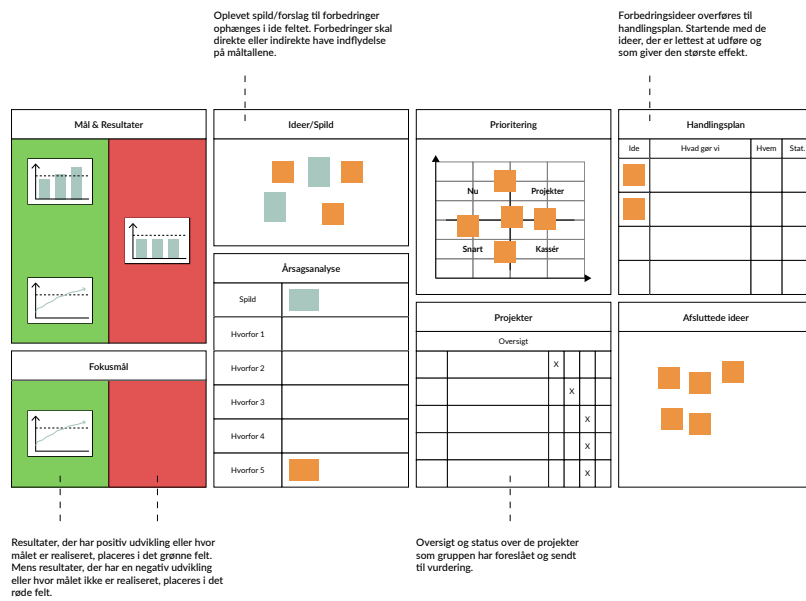 Oplevet spild/forslag til forbedringer
ophænges i ide feltet. Forbedringer skal
direkte eller indirekte have indflydelse
på måltallene.
Forbedringsideer overføres til
handlingsplan. Startende med de
ideer, der er lettest at udføre og
som giver den største effekt.
Mål & Resultater
Ideer/Spild
Prioritering
Handlingsplan
Ide
Hvad gør vi
Hvem
Stat.
Nu
Projekter
Snart
Kassér
Årsagsanalyse
Spild
Hvorfor 1
Hvorfor 2
Hvorfor 3
Hvorfor 4
Hvorfor 5
Projekter
Oversigt
X
X
X
X
X
Afsluttede ideer
Fokusmål
Resultater, der har positiv udvikling eller hvor
målet er realiseret, placeres i det grønne felt.
Mens resultater, der har en negativ udvikling
eller hvor målet ikke er realiseret, placeres i det
røde felt.
Oversigt og status over de projekter
som gruppen har foreslået og sendt
til vurdering.